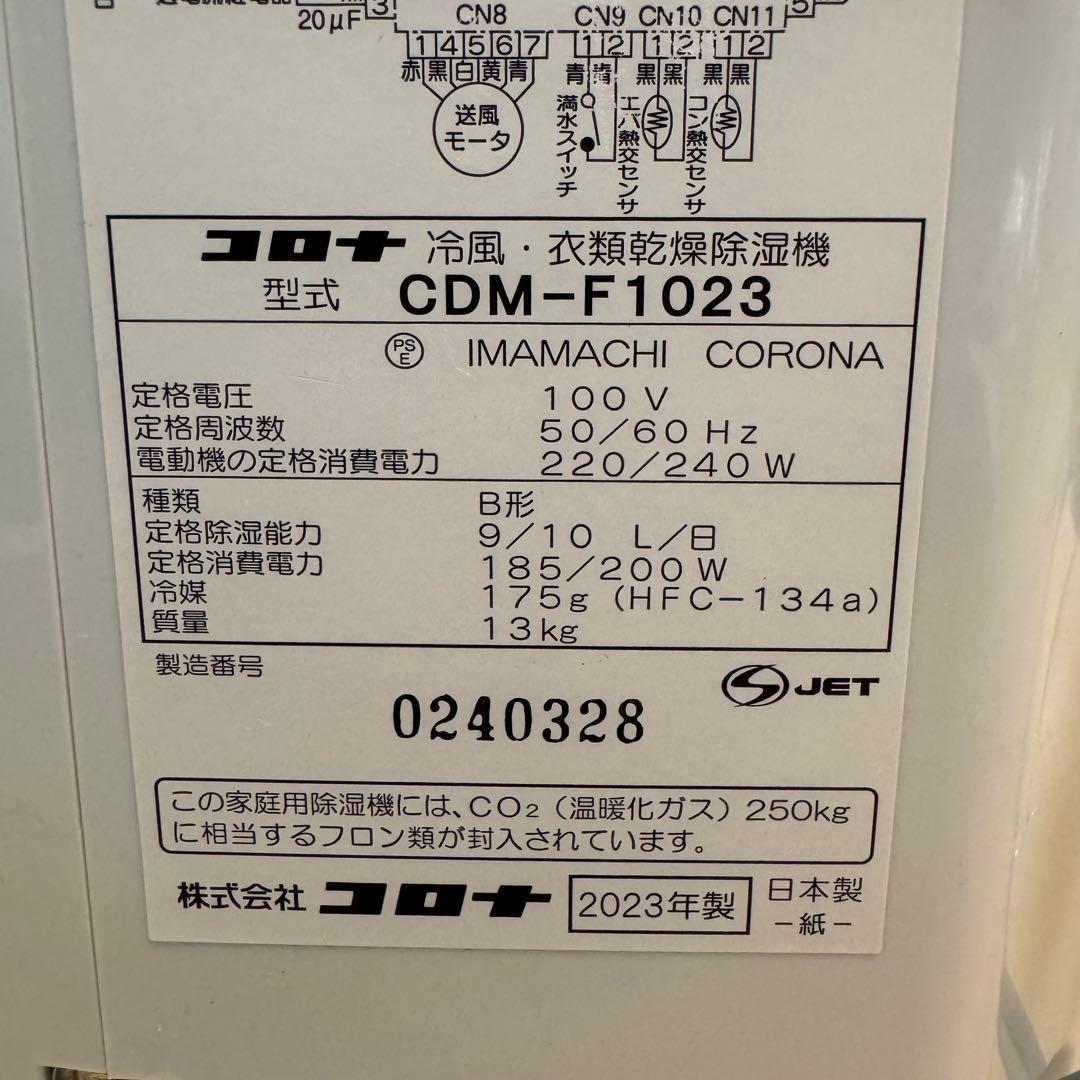 20μF
3
CN8
CN9 CN10 CN11
5
1 4 5 6 7
1 2
1 2
1 2
赤 黒 白 黄 青
青 青
黒 黒
黒 黒
送風
モータ
満水スイッチ
エバ熱交センサ
コン熱交センサ
コロナ 冷風・衣類乾燥除湿機
型式 CDM-F1023
PS
E
IMAMACHI CORONA
定格電圧 100V
定格周波数 50/60Hz
電動機の定格消費電力 220/240W
種類 B形
定格除湿能力 9/10 L/日
定格消費電力 185/200W
冷媒 175g(HFC-134a)
質量 13kg
製造番号
JET
0240328
この家庭用除湿機には、CO₂(温暖化ガス)250kg
に相当するフロン類が封入されています。
株式会社 コロナ 2023年製 日本製
-紙-